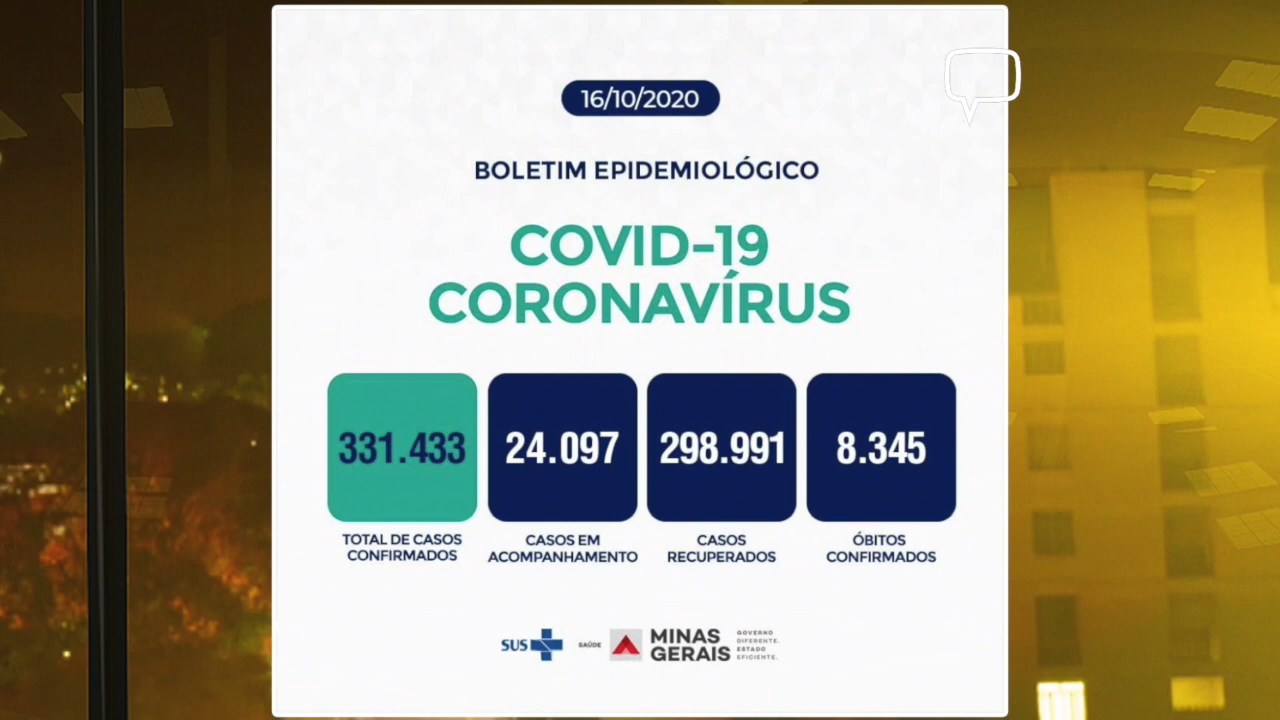 16/10/2020
BOLETIM EPIDEMIOLÓGICO
COVID-19
CORONAVÍRUS
331.433
24.097
298.991
8.345
TOTAL DE CASOS
CONFIRMADOS
CASOS EM
ACOMPANHAMENTO
CASOS
RECUPERADOS
ÓBITOS
CONFIRMADOS
SUS
SAÚDE
MINAS
GERAIS
GOVERNO
DIFERENTE.
ESTADO
EFICIENTE.